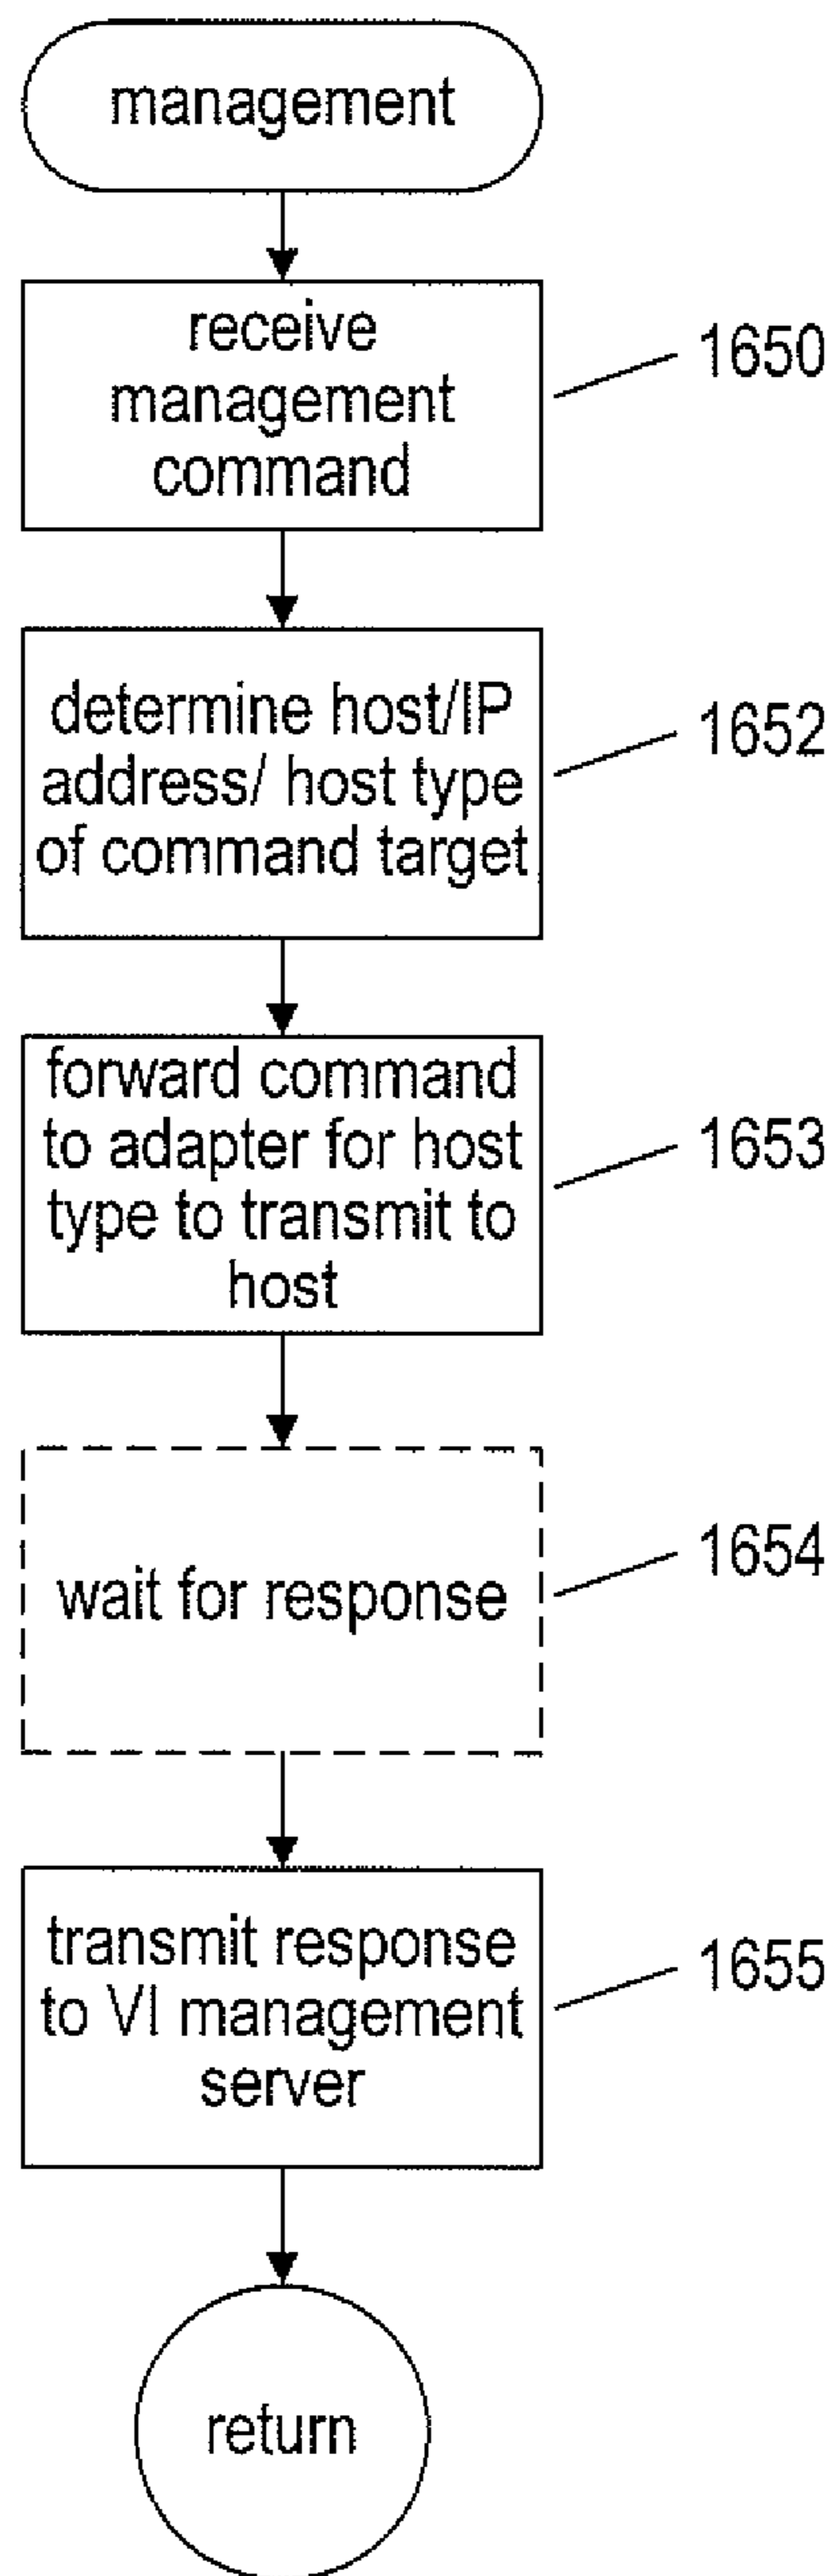 management
receive
management
command
1650
determine host/IP
address/ host type
of command target
1652
forward command
to adapter for host
type to transmit to
host
1653
wait for response
1654
transmit response
to VI management
server
1655
return